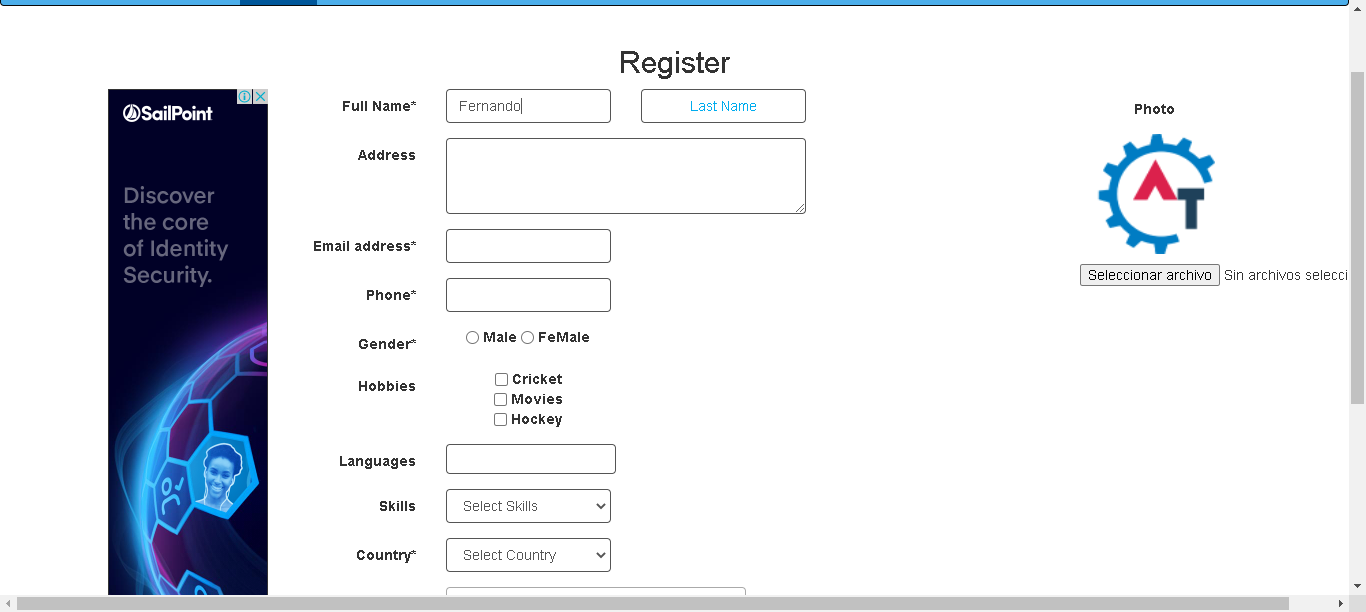 Register
SailPoint
Discover
the core
of Identity
Security.
Full Name*
Fernando
Last Name
Address
Email address*
Phone*
Gender*
Male
FeMale
Hobbies
Cricket
Movies
Hockey
Languages
Skills
Select Skills
Country*
Select Country
Photo
AT
Seleccionar archivo
Sin archivos selecci